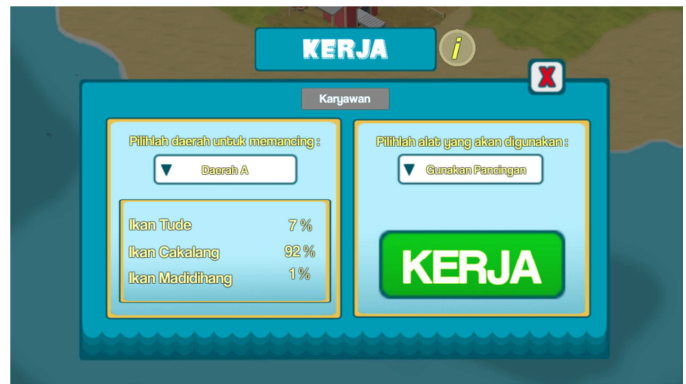 KERJA
i
X
Karyawan
Pilihlah daerah untuk memancing :
Daerah A
Ikan Tude 7 %
Ikan Cakalang 92 %
Ikan Madidihang 1 %
Pilihlah alat yang akan digunakan :
Gunakan Pancingan
KERJA